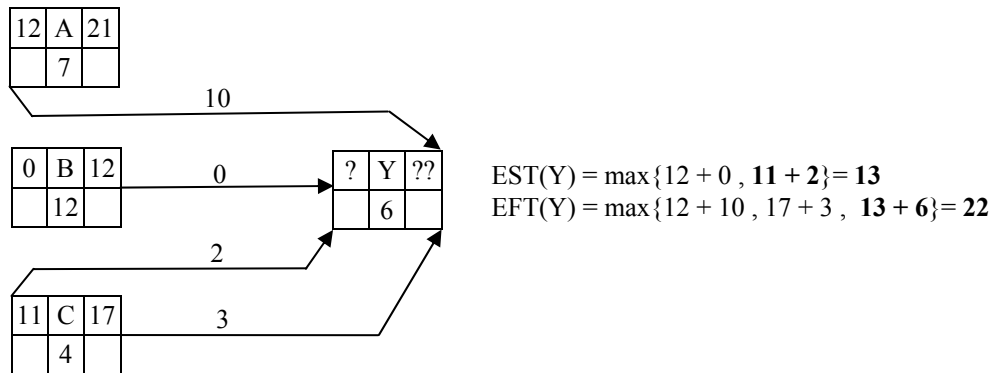 12 A 21
7
10
0 B 12
12
0
? Y ??
6
EST(Y) = max{12 + 0 , 11 + 2}= 13
EFT(Y) = max{12 + 10 , 17 + 3 , 13 + 6}= 22
2
11 C 17
4
3